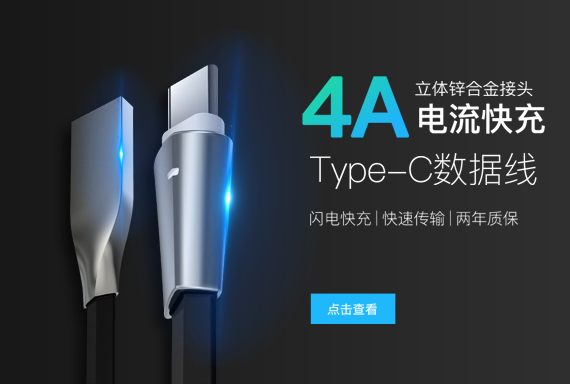 4A 立体锌合金接头
电流快充
Type-C数据线
闪电快充 | 快速传输 | 两年质保
点击查看